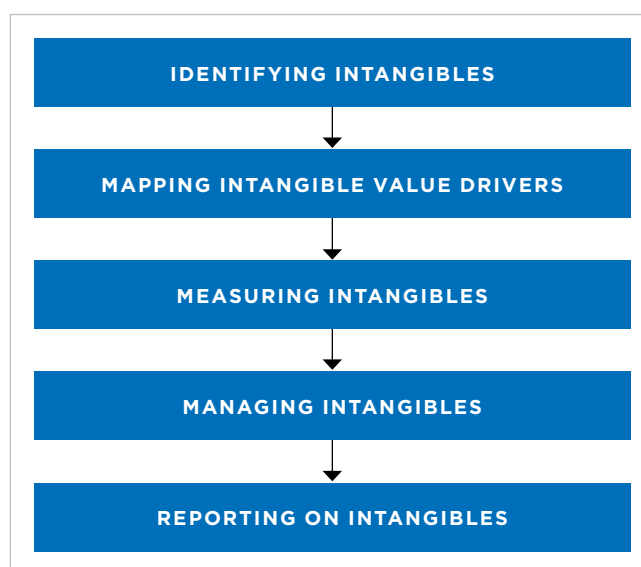 IDENTIFYING INTANGIBLES
MAPPING INTANGIBLE VALUE DRIVERS
MEASURING INTANGIBLES
MANAGING INTANGIBLES
REPORTING ON INTANGIBLES